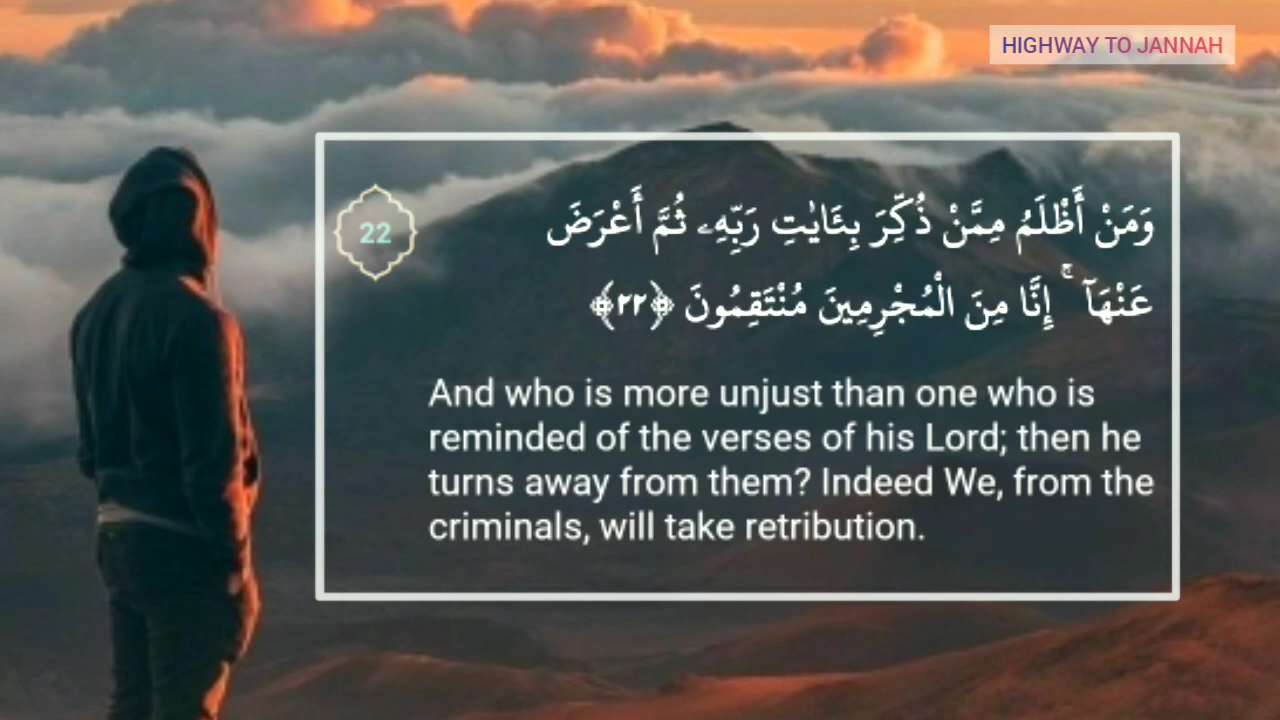 HIGHWAY TO JANNAH
22
وَمَنْ أَظْلَمُ مِمَّنْ ذُكِّرَ بِـَٔايَٰتِ رَبِّهِۦ ثُمَّ أَعْرَضَ
عَنْهَآ ۚ إِنَّا مِنَ الْمُجْرِمِينَ مُنْتَقِمُونَ ﴿٢٢﴾
And who is more unjust than one who is
reminded of the verses of his Lord; then he
turns away from them? Indeed We, from the
criminals, will take retribution.